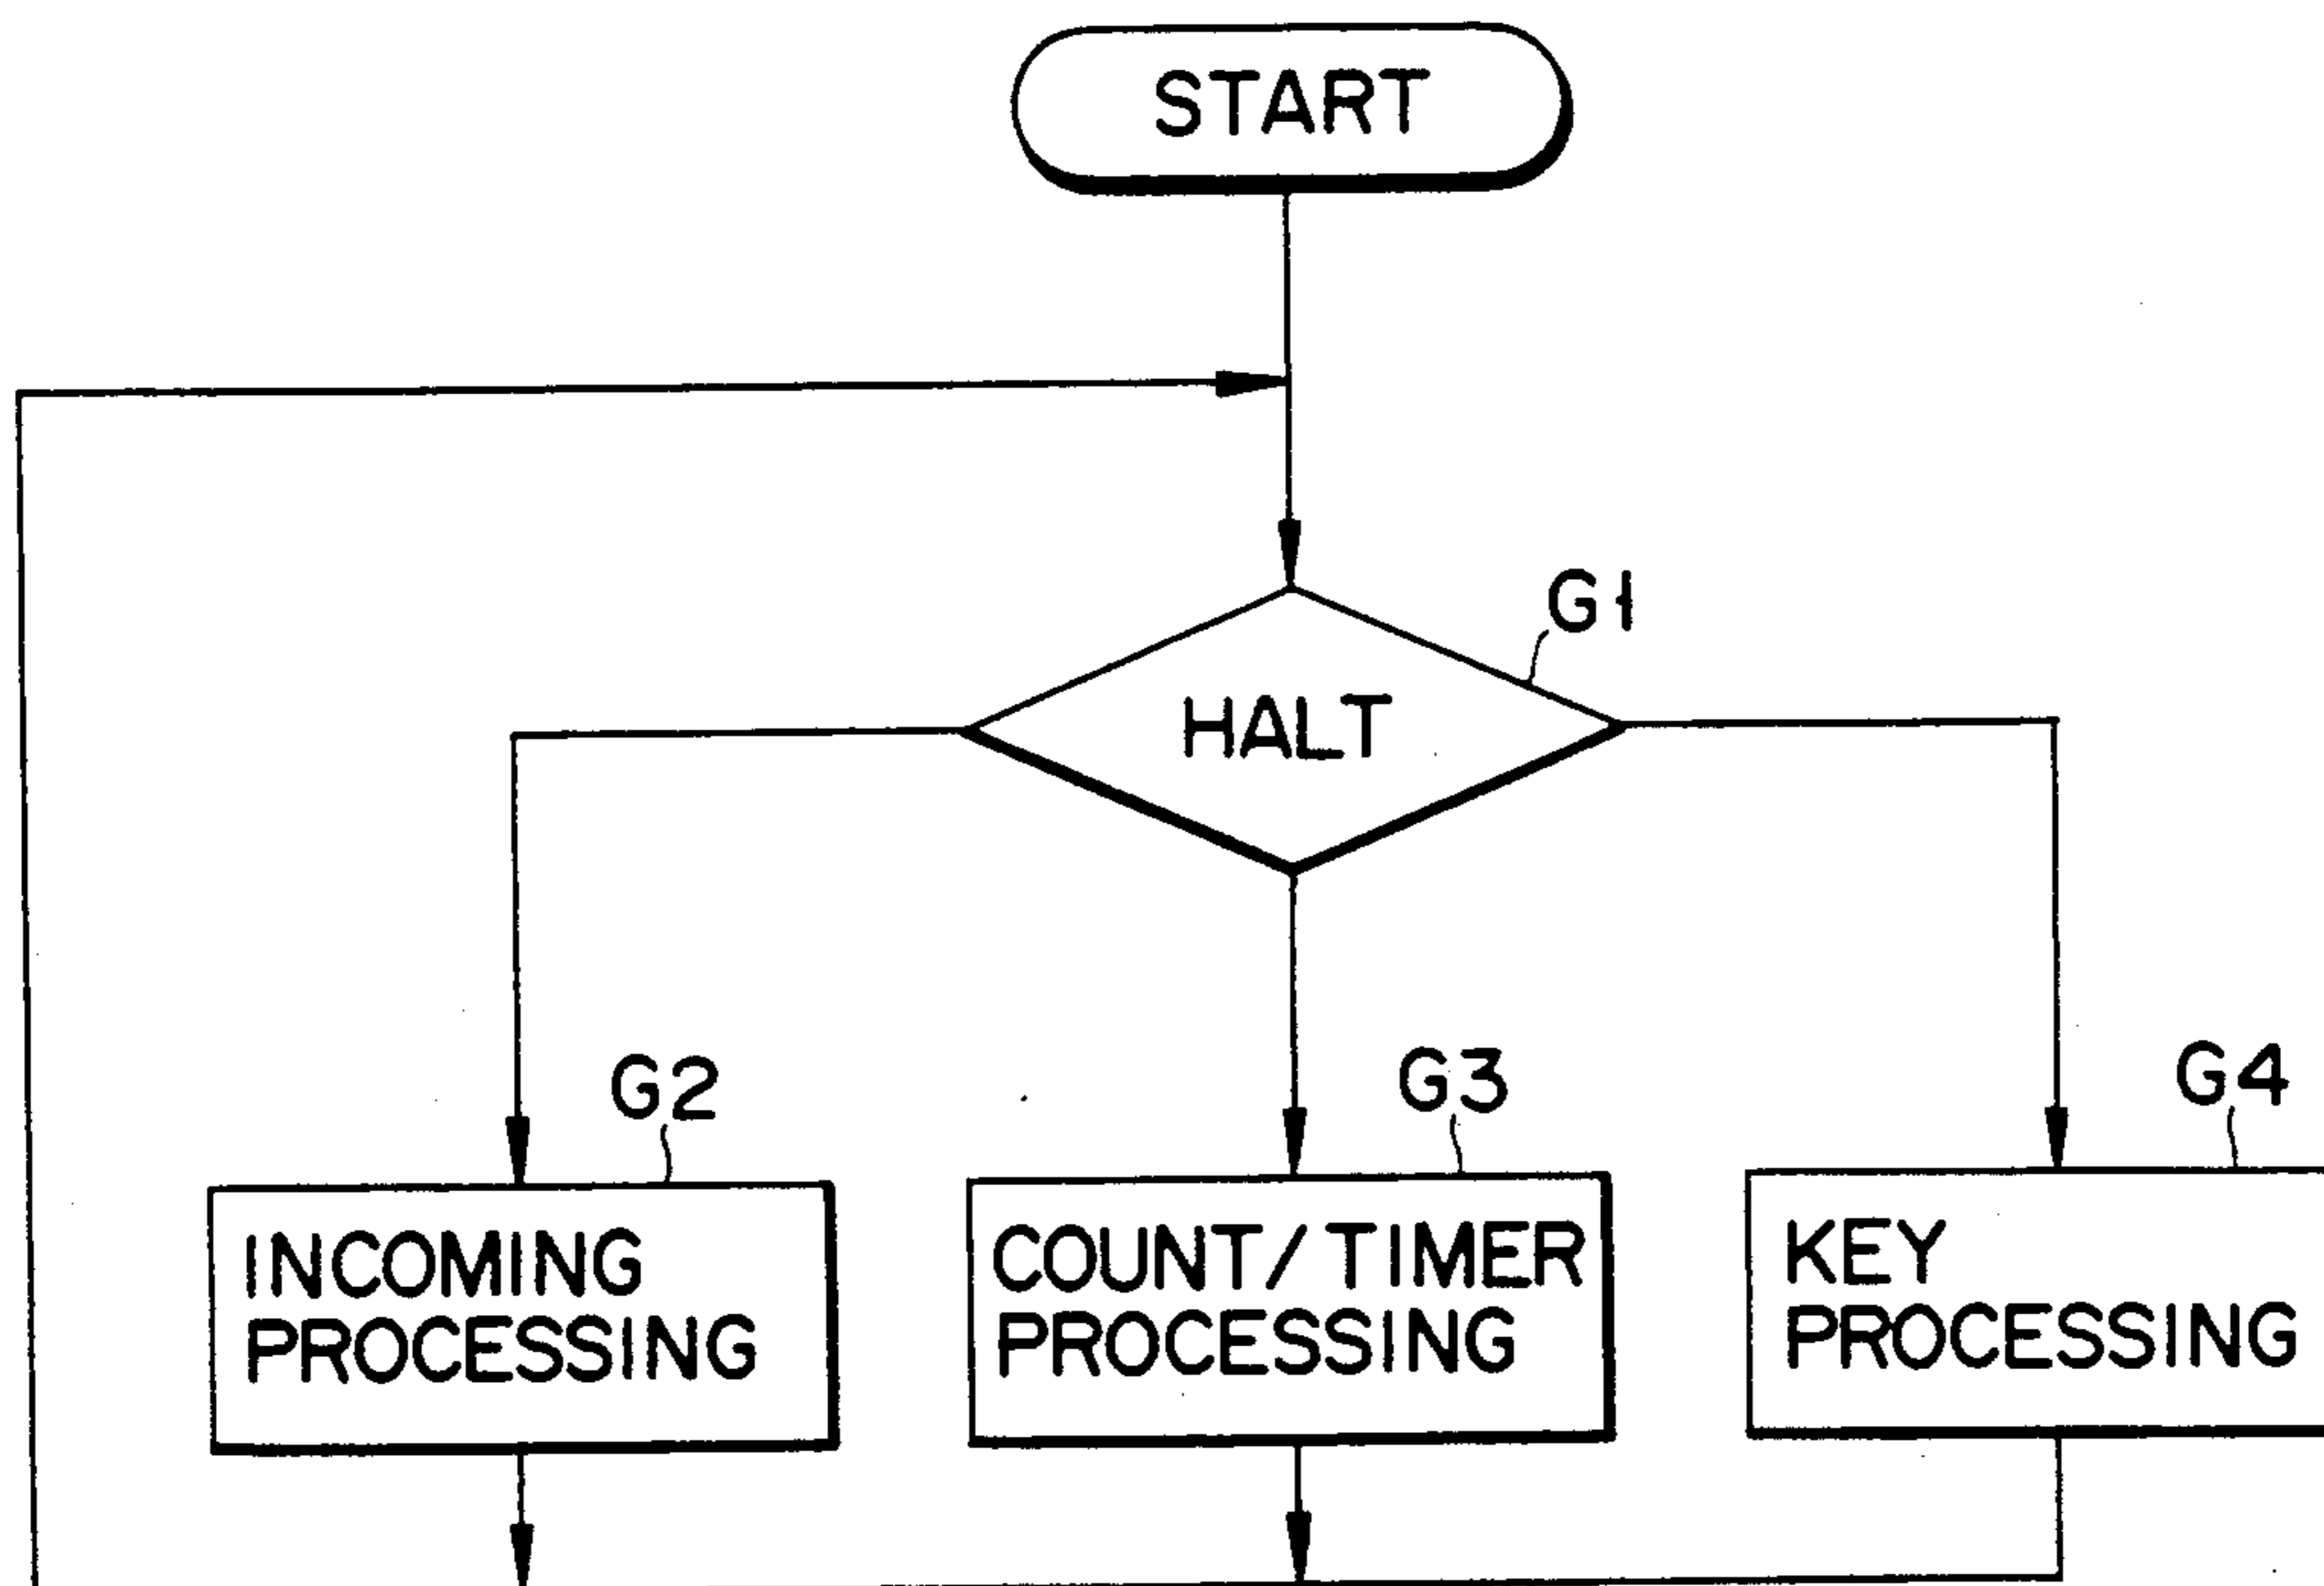 START
G1
HALT
G2
G3
G4
INCOMING
PROCESSING
COUNT/TIMER
PROCESSING
KEY
PROCESSING